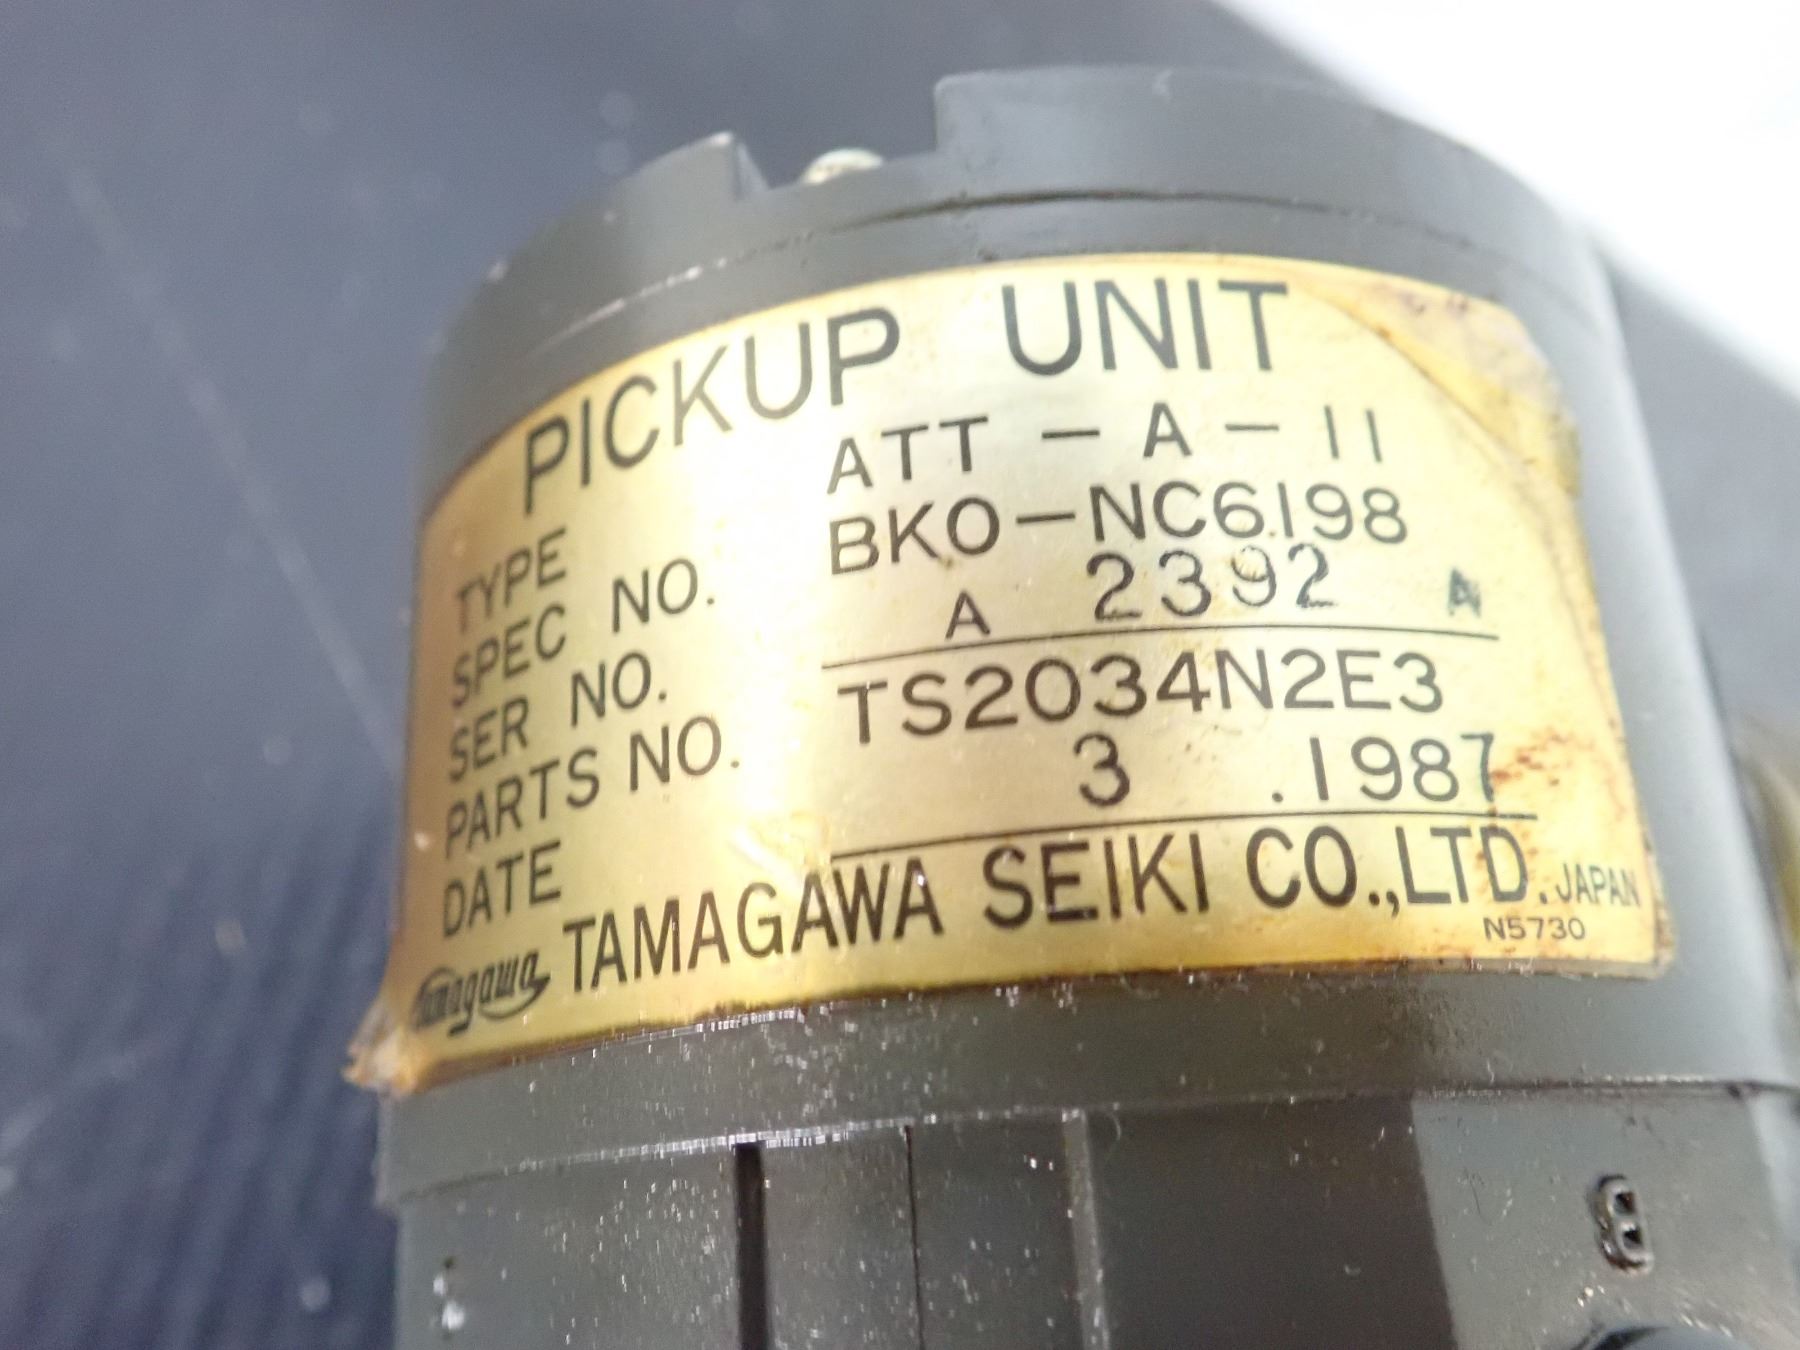 PICKUP UNIT
TYPE ATT-A-11
SPEC NO. BKO-NC6198
SER NO. A 2392 A
PARTS NO. TS2034N2E3
DATE 3 .1987
Tamagawa TAMAGAWA SEIKI CO.,LTD. JAPAN
N5730
B